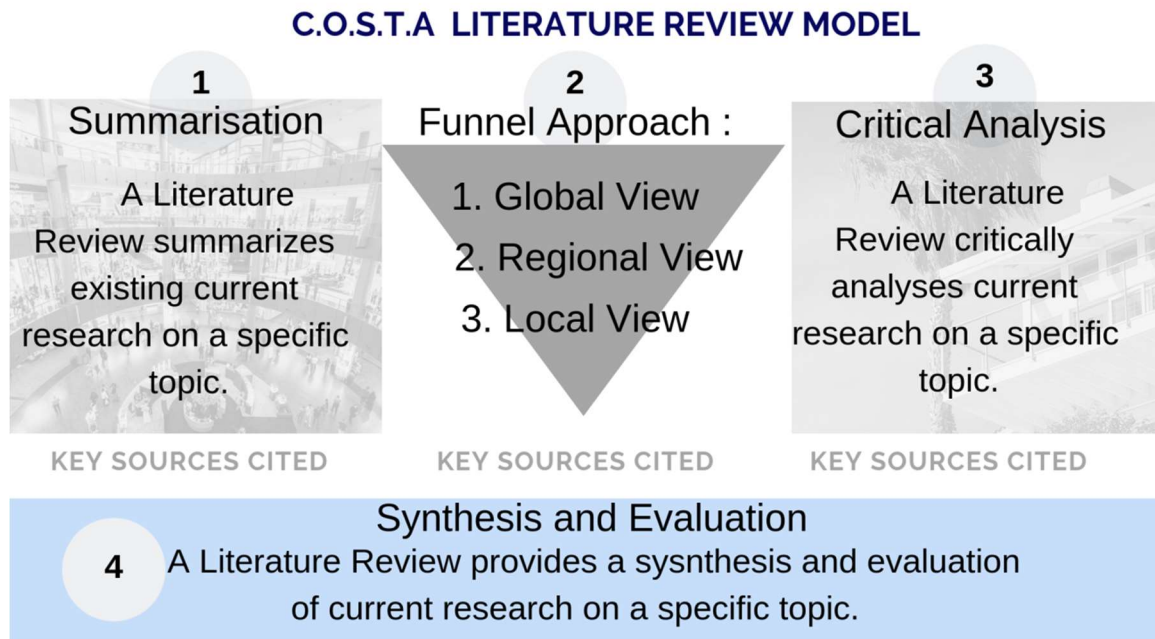 C.O.S.T.A LITERATURE REVIEW MODEL
1
Summarisation
A Literature
Review summarizes
existing current
research on a specific
topic.
KEY SOURCES CITED
2
Funnel Approach :
1. Global View
2. Regional View
3. Local View
KEY SOURCES CITED
3
Critical Analysis
A Literature
Review critically
analyses current
research on a specific
topic.
KEY SOURCES CITED
4
Synthesis and Evaluation
A Literature Review provides a sysnthesis and evaluation
of current research on a specific topic.